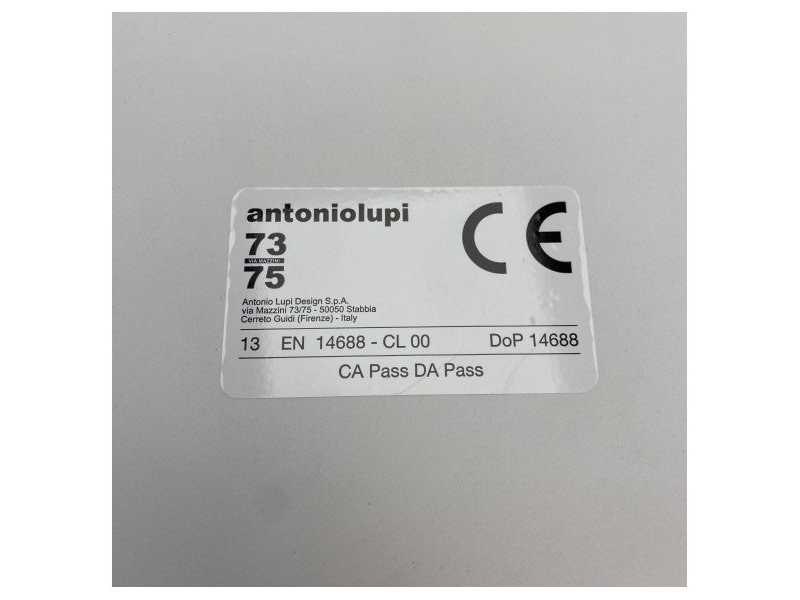 antoniolupi
CE
73
VIA MAZZINI
75
Antonio Lupi Design S.p.A.
via Mazzini 73/75 - 50050 Stabbia
Cerreto Guidi (Firenze) - Italy
13 EN 14688 - CL 00 DoP 14688
CA Pass DA Pass